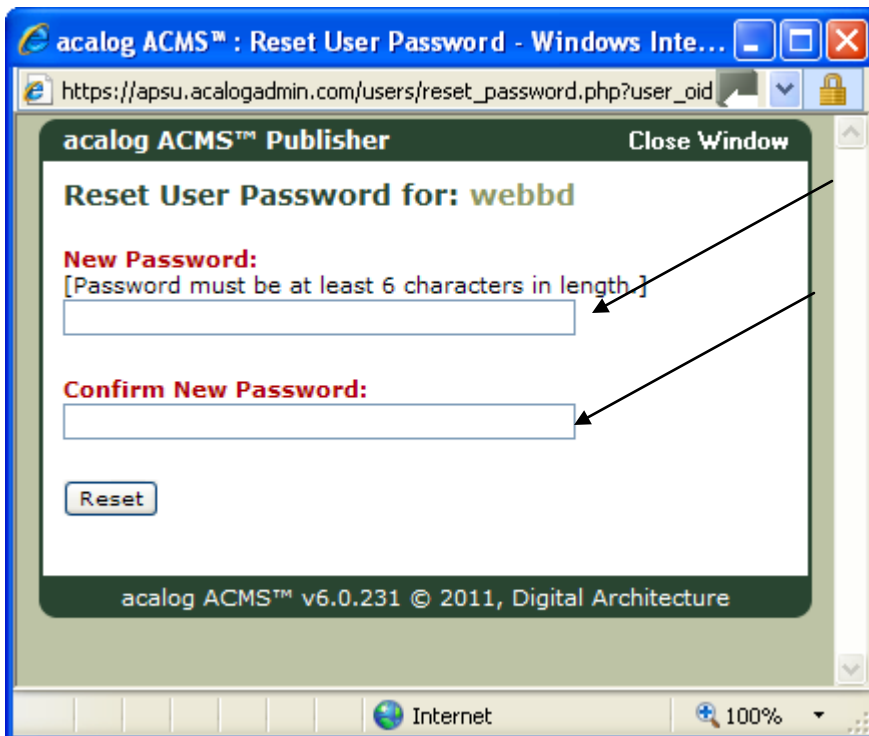 acalog ACMS™ : Reset User Password - Windows Inte...
https://apsu.acalogadmin.com/users/reset_password.php?user_oid
acalog ACMS™ Publisher Close Window
Reset User Password for: webbd
New Password:
[Password must be at least 6 characters in length.]
Confirm New Password:
Reset
acalog ACMS™ v6.0.231 © 2011, Digital Architecture
Internet 100%